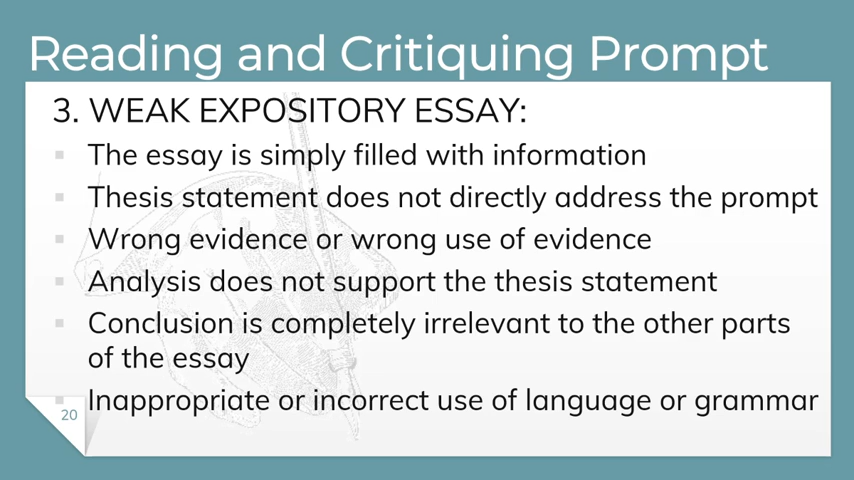 Reading and Critiquing Prompt
3. WEAK EXPOSITORY ESSAY:
The essay is simply filled with information
Thesis statement does not directly address the prompt
Wrong evidence or wrong use of evidence
Analysis does not support the thesis statement
Conclusion is completely irrelevant to the other parts
of the essay
Inappropriate or incorrect use of language or grammar
20